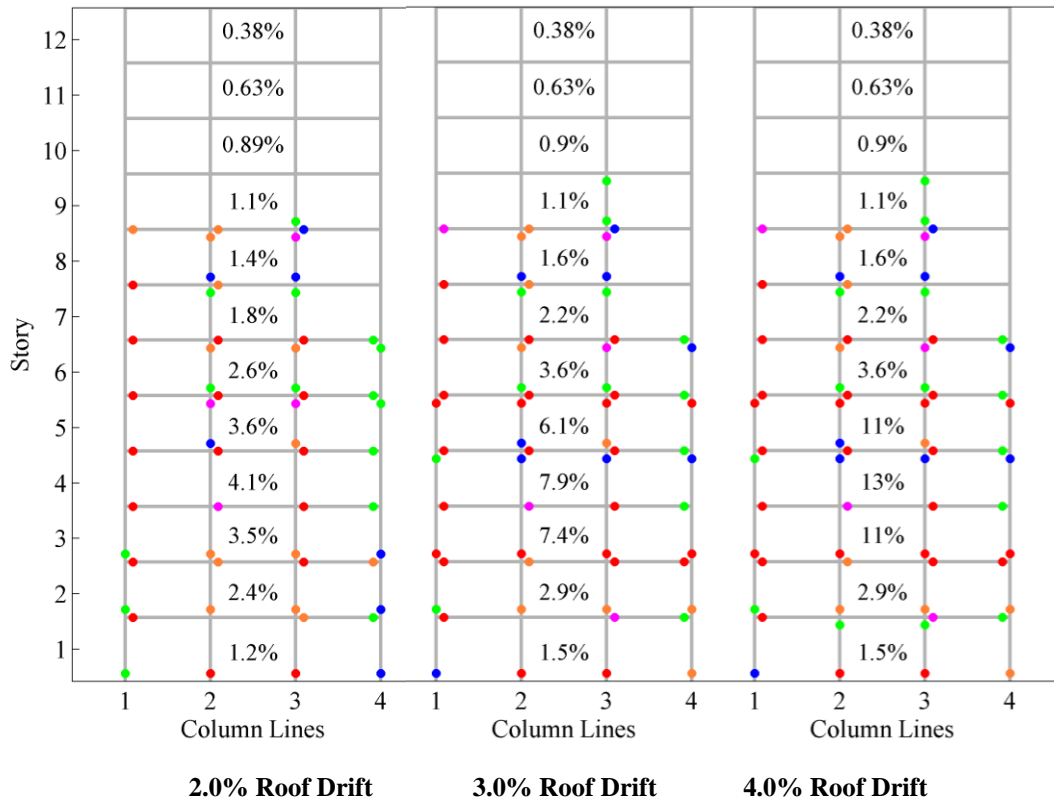 12 0.38% 0.38% 0.38%
11 0.63% 0.63% 0.63%
10 0.89% 0.9% 0.9%
9 1.1% 1.1% 1.1%
8 1.4% 1.6% 1.6%
7 1.8% 2.2% 2.2%
Story
6 2.6% 3.6% 3.6%
5 3.6% 6.1% 11%
4 4.1% 7.9% 13%
3 3.5% 7.4% 11%
2 2.4% 2.9% 2.9%
1 1.2% 1.5% 1.5%
1 2 3 4 1 2 3 4 1 2 3 4
Column Lines Column Lines Column Lines
2.0% Roof Drift 3.0% Roof Drift 4.0% Roof Drift